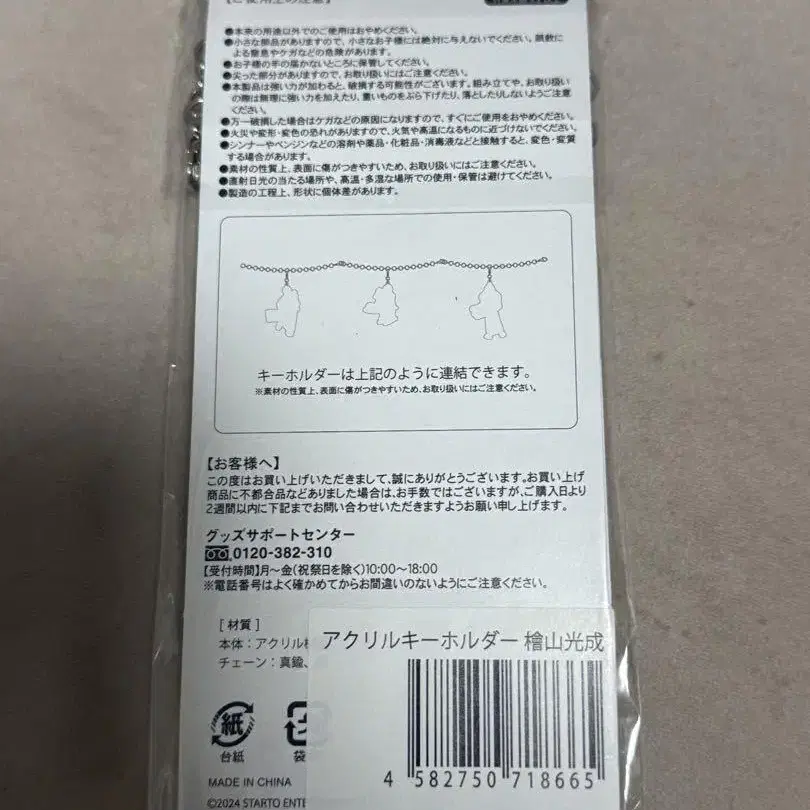 【ご使用上の注意】
●本来の用途以外でのご使用はおやめください。
●小さな部品がありますので、小さなお子様には絶対に与えないでください。誤飲に
よる窒息やケガなどの危険があります。
●お子様の手の届かないところに保管してください。
●尖った部分がありますので、お取り扱いにはご注意ください。
●本製品は強い力が加わると、破損する可能性がございます。組み立てや、お取り扱い
の際は無理に強い力を加えたり、重いものをぶら下げたり、落としたりしないようご注意
ください。
●万一破損した場合はケガなどの原因になりますので、すぐにご使用をおやめください。
●火災や変形・変色の恐れがありますので、火気や高温になるものに近づけないでください。
●シンナーやベンジンなどの溶剤や薬品・化粧品・消毒液などと接触すると、変色・変質
する場合があります。
●素材の性質上、表面に傷がつきやすいため、お取り扱いにはご注意ください。
●直射日光の当たる場所や、高温・多湿な場所での使用・保管は避けてください。
●製造の工程上、形状に個体差があります。
キーホルダーは上記のように連結できます。
※素材の性質上、表面に傷がつきやすいため、お取り扱いにはご注意ください。
【お客様へ】
この度はお買い上げいただきまして、誠にありがとうございます。お買い上げ
商品に不都合品などありました場合は、お手数ではございますが、ご購入日より
2週間以内に下記までお問い合わせいただきますようお願い申し上げます。
グッズサポートセンター
0120-382-310
【受付時間】月〜金(祝祭日を除く)10:00〜18:00
※電話番号はよく確かめてからお間違いのないようにご注意ください。
[ 材質 ]
本体：アクリル
チェーン：真鍮、
アクリルキーホルダー 檜山光成
4 582750 718665
紙
台紙
袋
MADE IN CHINA
©2024 STARTO ENTE